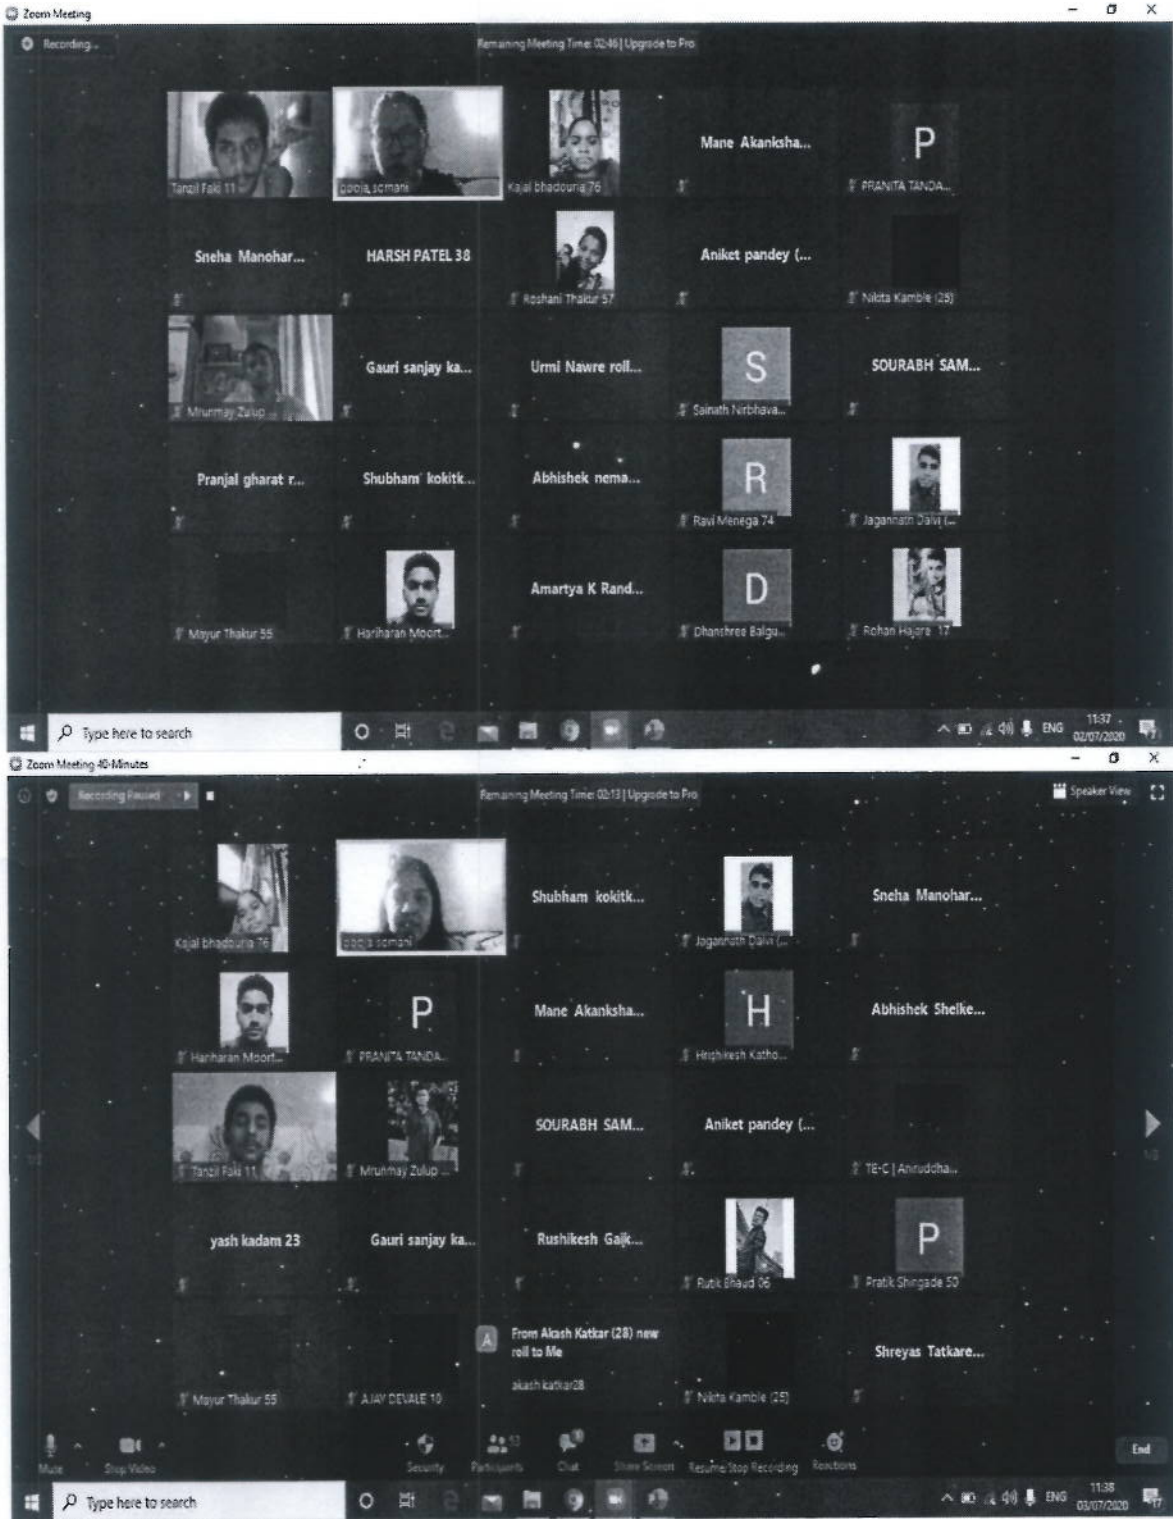 Zoom Meeting
Recording...
Remaining Meeting Time: 02:46 | Upgrade to Pro
Tanzil Faki 11
pooja somani
Kajal bhadouria 76
Mane Akanksha...
P
PRANITA TANDA...
Sneha Manohar...
HARSH PATEL 38
Roshani Thakur 57
Aniket pandey (...
Nikita Kamble (25)
Mrunmay Zulup ...
Gauri sanjay ka...
Urmi Nawre roll...
S
Sainath Nirbhava...
SOURABH SAM...
Pranjal gharat r...
Shubham kokitk...
Abhishek nema...
R
Ravi Menega 74
Jagannath Dalvi (...
Mayur Thakur 55
Hariharan Moort...
Amartya K Rand...
D
Dhanshree Balgu...
Rohan Hajare 17
Type here to search
ENG
11:37
02/07/2020
Zoom Meeting 40-Minutes
Recording Paused
Remaining Meeting Time: 02:13 | Upgrade to Pro
Speaker View
Kajal bhadouria 76
pooja somani
Shubham kokitk...
Jagannath Dalvi (...
Sneha Manohar...
Hariharan Moort...
P
PRANITA TANDA...
Mane Akanksha...
H
Hrishikesh Katho...
Abhishek Shelke...
Tanzil Faki 11
Mrunmay Zulup ...
SOURABH SAM...
Aniket pandey (...
TE-C | Aniruddha...
yash kadam 23
Gauri sanjay ka...
Rushikesh Gaik...
Rutik Bhaud 06
P
Pratik Shingade 50
Mayur Thakur 55
AJAY DEVALE 10
A
From Akash Katkar (28) new
roll to Me
akash katkar28
Nikita Kamble (25)
Shreyas Tatkare...
Mute
Stop Video
Security
Participants
53
Chat
Share Screen
Resume/Stop Recording
Reactions
End
Type here to search
ENG
11:38
03/07/2020
17